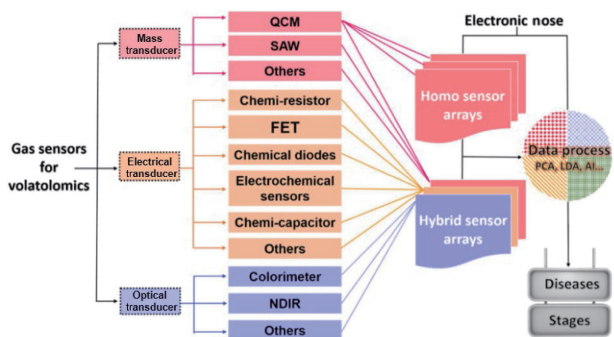 Gas sensors
for
volatolomics
Mass
transducer
Electrical
transducer
Optical
transducer
QCM
SAW
Others
Chemi-resistor
FET
Chemical diodes
Electrochemical
sensors
Chemi-capacitor
Others
Colorimeter
NDIR
Others
Homo sensor
arrays
Hybrid sensor
arrays
Electronic nose
Data process
PCA, LDA, AI...
Diseases
Stages